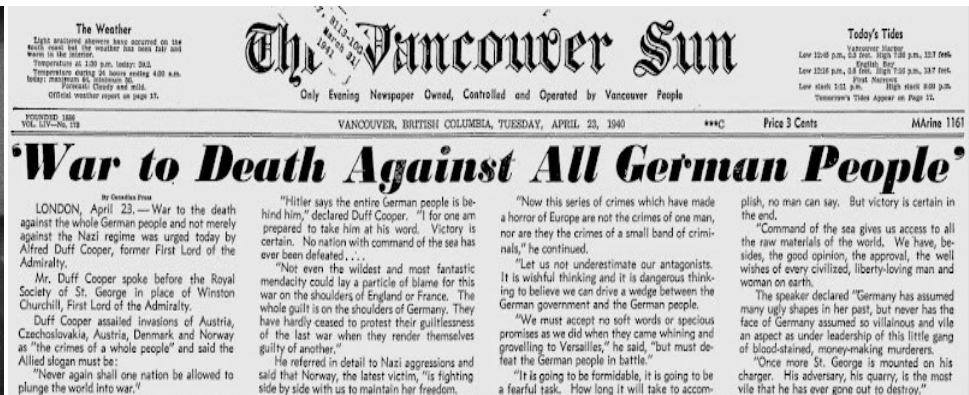 The Weather
Light scattered showers have occurred on the
south coast but the weather has been fair and
warm in the interior.
Temperature at 1:30 p.m. today:
Temperature during 24 hours ending 4:00 a.m.
today: maximum minimum
Forecast: Cloudy and mild.
Official weather report on page 17.
The Vancouver Sun
March 1941
Only Evening Newspaper Owned, Controlled and Operated by Vancouver People
Today's Tides
Vancouver Harbor
Low 12:45 p.m., 0.8 feet. High 7:56 p.m., 13.7 feet.
English Bay
Low 12:16 p.m., 0.8 feet. High 7:36 p.m., 13.7 feet.
First Narrows
Low slack 1:21 p.m. High slack 8:00 p.m.
Tomorrow's Tides Appear on Page 17.
FOUNDED 1886
VOL. LIV—No. 173
VANCOUVER, BRITISH COLUMBIA, TUESDAY, APRIL 23, 1940
***C
Price 3 Cents
MArine 1161
'War to Death Against All German People'
By Canadian Press
LONDON, April 23.—War to the death
against the whole German people and not merely
against the Nazi regime was urged today by
Alfred Duff Cooper, former First Lord of the
Admiralty.
Mr. Duff Cooper spoke before the Royal
Society of St. George in place of Winston
Churchill, First Lord of the Admiralty.
Duff Cooper assailed invasions of Austria,
Czechoslovakia, Austria, Denmark and Norway
as "the crimes of a whole people" and said the
Allied slogan must be:
"Never again shall one nation be allowed to
plunge the world into war."
"Hitler says the entire German people is be-
hind him," declared Duff Cooper. "I for one am
prepared to take him at his word. Victory is
certain. No nation with command of the sea has
ever been defeated....
"Not even the wildest and most fantastic
mendacity could lay a particle of blame for this
war on the shoulders of England or France. The
whole guilt is on the shoulders of Germany. They
have hardly ceased to protest their guiltlessness
of the last war when they render themselves
guilty of another."
He referred in detail to Nazi aggressions and
said that Norway, the latest victim, "is fighting
side by side with us to maintain her freedom.
"Now this series of crimes which have made
a horror of Europe are not the crimes of one man,
nor are they the crimes of a small band of crimi-
nals," he continued.
"Let us not underestimate our antagonists.
It is wishful thinking and it is dangerous think-
ing to believe we can drive a wedge between the
German government and the German people.
"We must accept no soft words or specious
promises as we did when they came whining and
grovelling to Versailles," he said, "but must de-
feat the German people in battle."
"It is going to be formidable, it is going to be
a fearful task. How long it will take to accom-
plish, no man can say. But victory is certain in
the end.
"Command of the sea gives us access to all
the raw materials of the world. We have, be-
sides, the good opinion, the approval, the well
wishes of every civilized, liberty-loving man and
woman on earth.
The speaker declared "Germany has assumed
many ugly shapes in her past, but never has the
face of Germany assumed so villainous and vile
an aspect as under leadership of this little gang
of blood-stained, money-making murderers.
"Once more St. George is mounted on his
charger. His adversary, his quarry, is the most
vile that he has ever gone out to destroy."